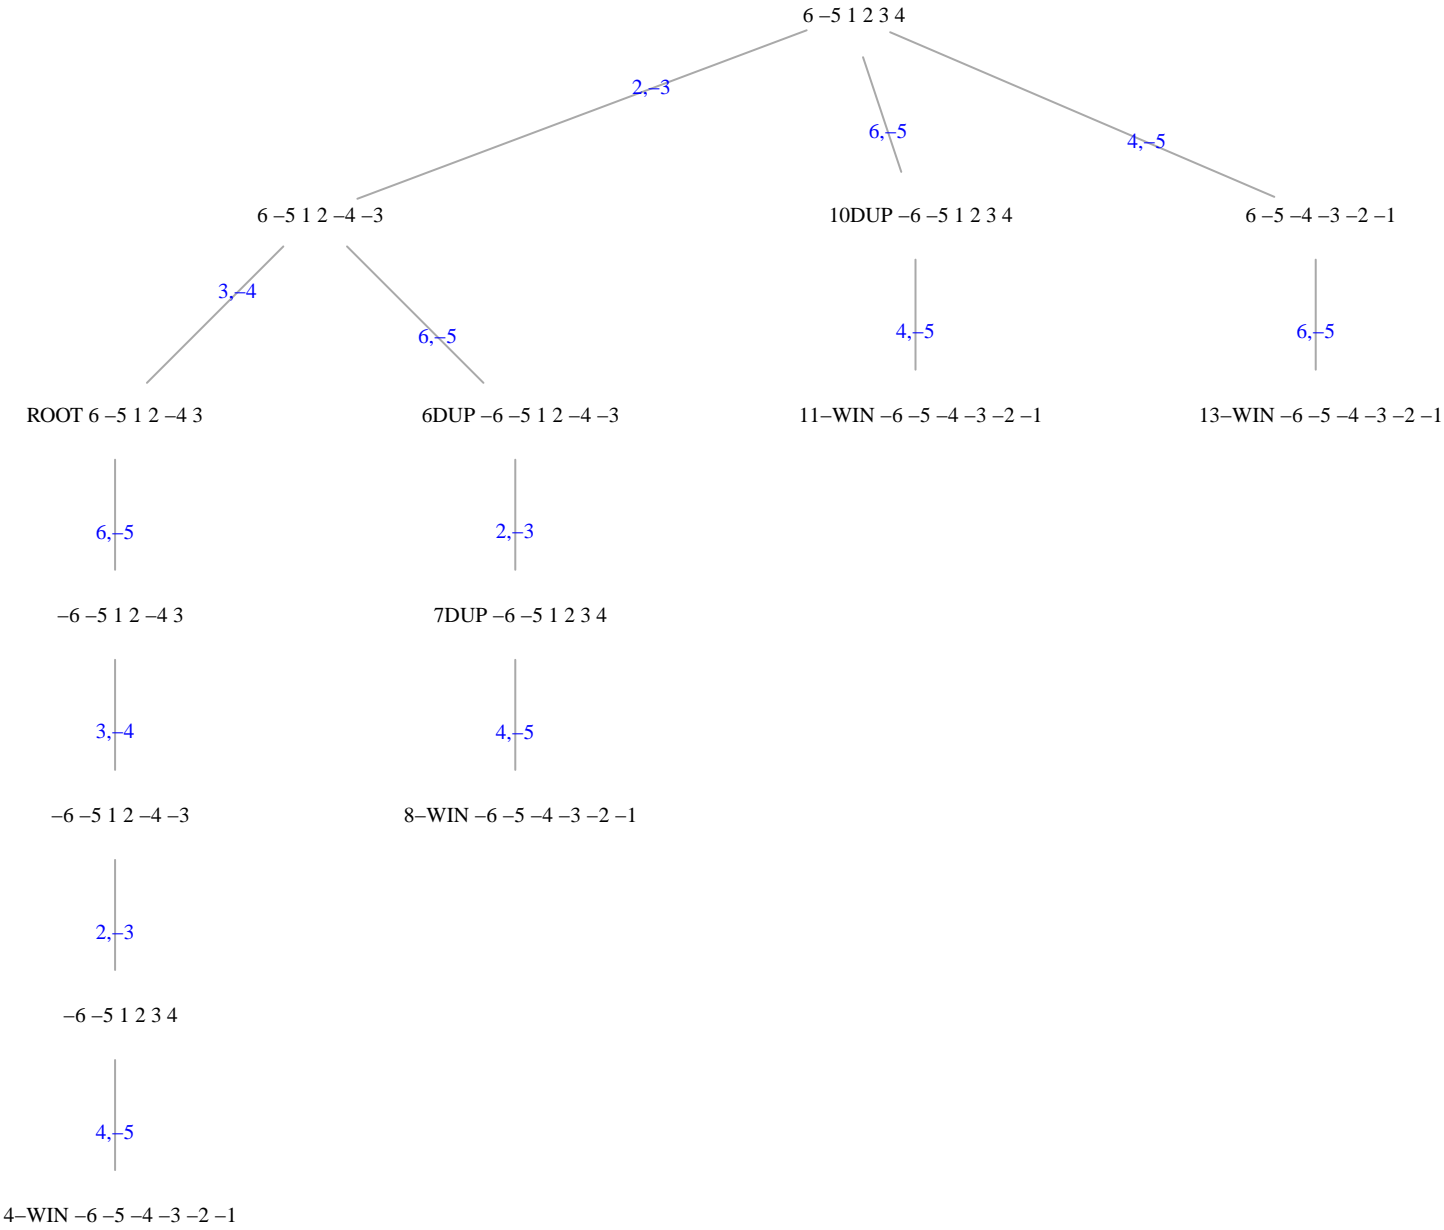 6 –5 1 2 3 4
2,–3
6,–5
4,–5
6 –5 1 2 –4 –3
10DUP –6 –5 1 2 3 4
6 –5 –4 –3 –2 –1
3,–4
6,–5
4,–5
6,–5
ROOT 6 –5 1 2 –4 3
6DUP –6 –5 1 2 –4 –3
11–WIN –6 –5 –4 –3 –2 –1
13–WIN –6 –5 –4 –3 –2 –1
6,–5
2,–3
–6 –5 1 2 –4 3
7DUP –6 –5 1 2 3 4
3,–4
4,–5
–6 –5 1 2 –4 –3
8–WIN –6 –5 –4 –3 –2 –1
2,–3
–6 –5 1 2 3 4
4,–5
4–WIN –6 –5 –4 –3 –2 –1